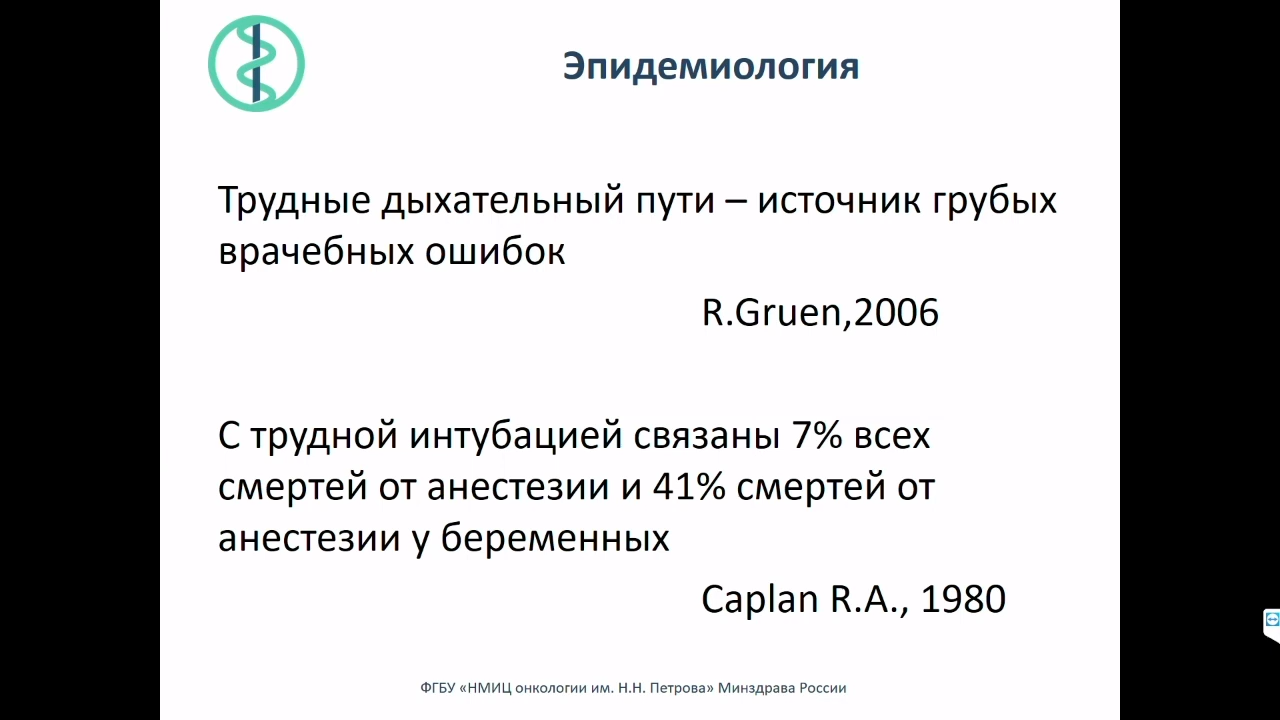 Эпидемиология
Трудные дыхательный пути – источник грубых
врачебных ошибок
R.Gruen,2006
С трудной интубацией связаны 7% всех
смертей от анестезии и 41% смертей от
анестезии у беременных
Caplan R.A., 1980
ФГБУ «НМИЦ онкологии им. Н.Н. Петрова» Минздрава России